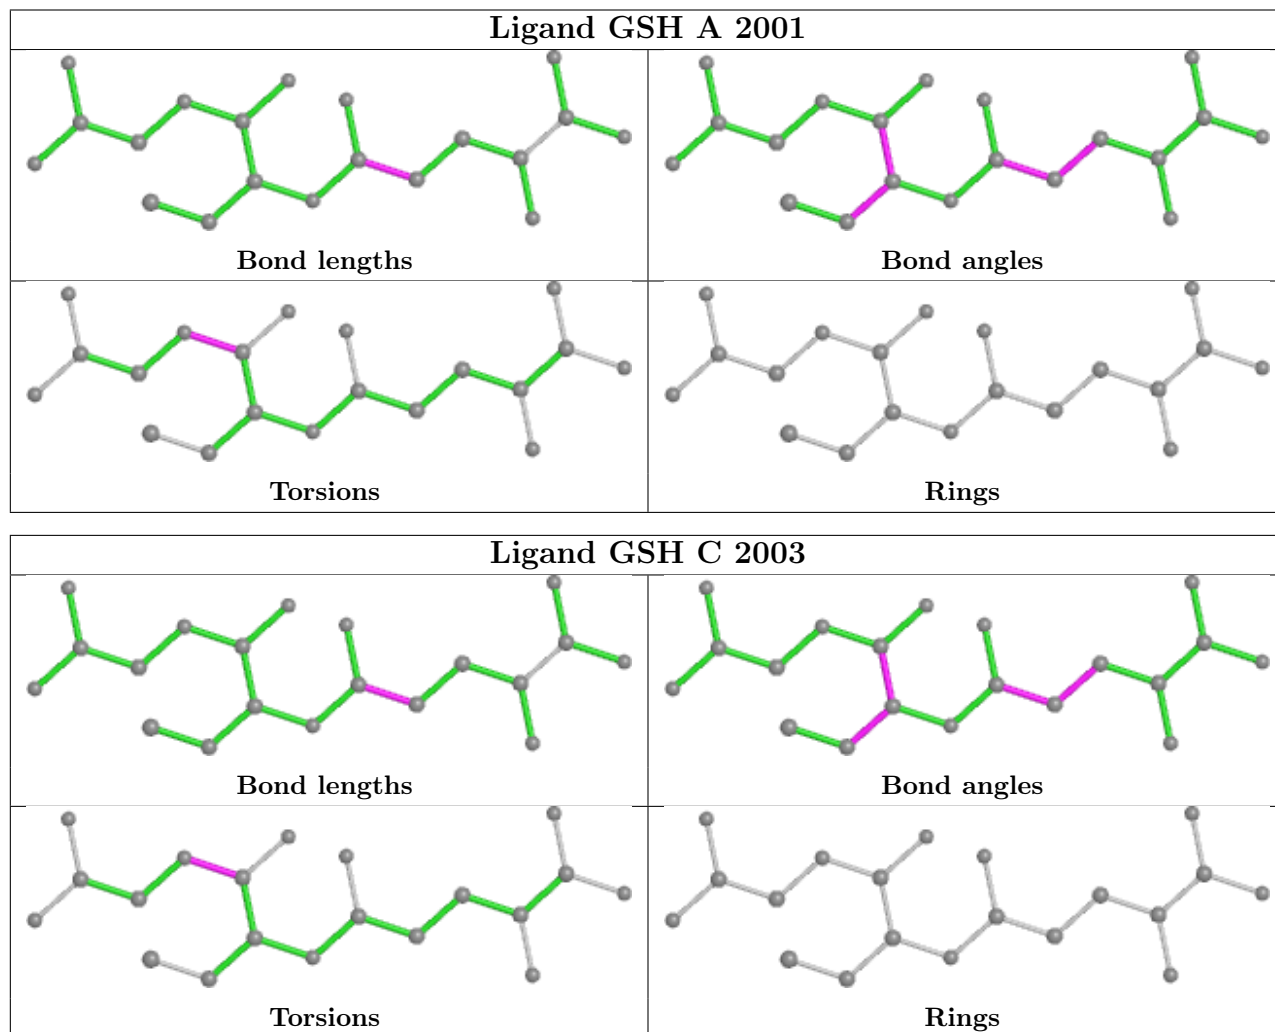 Ligand GSH A 2001
Bond lengths
Bond angles
Torsions
Rings
Ligand GSH C 2003
Bond lengths
Bond angles
Torsions
Rings